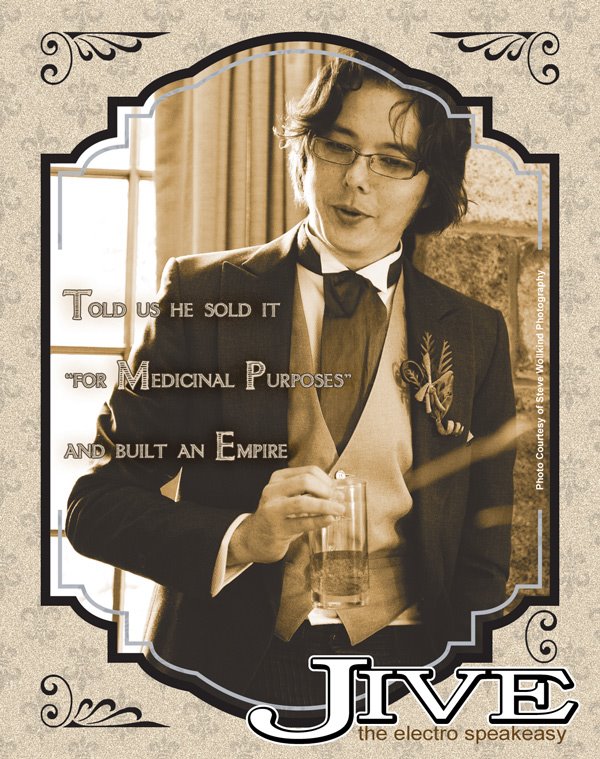 Told us he sold it
“for Medicinal Purposes”
and built an Empire
Photo Courtesy of Steve Wollkind Photography
Jive
the electro speakeasy